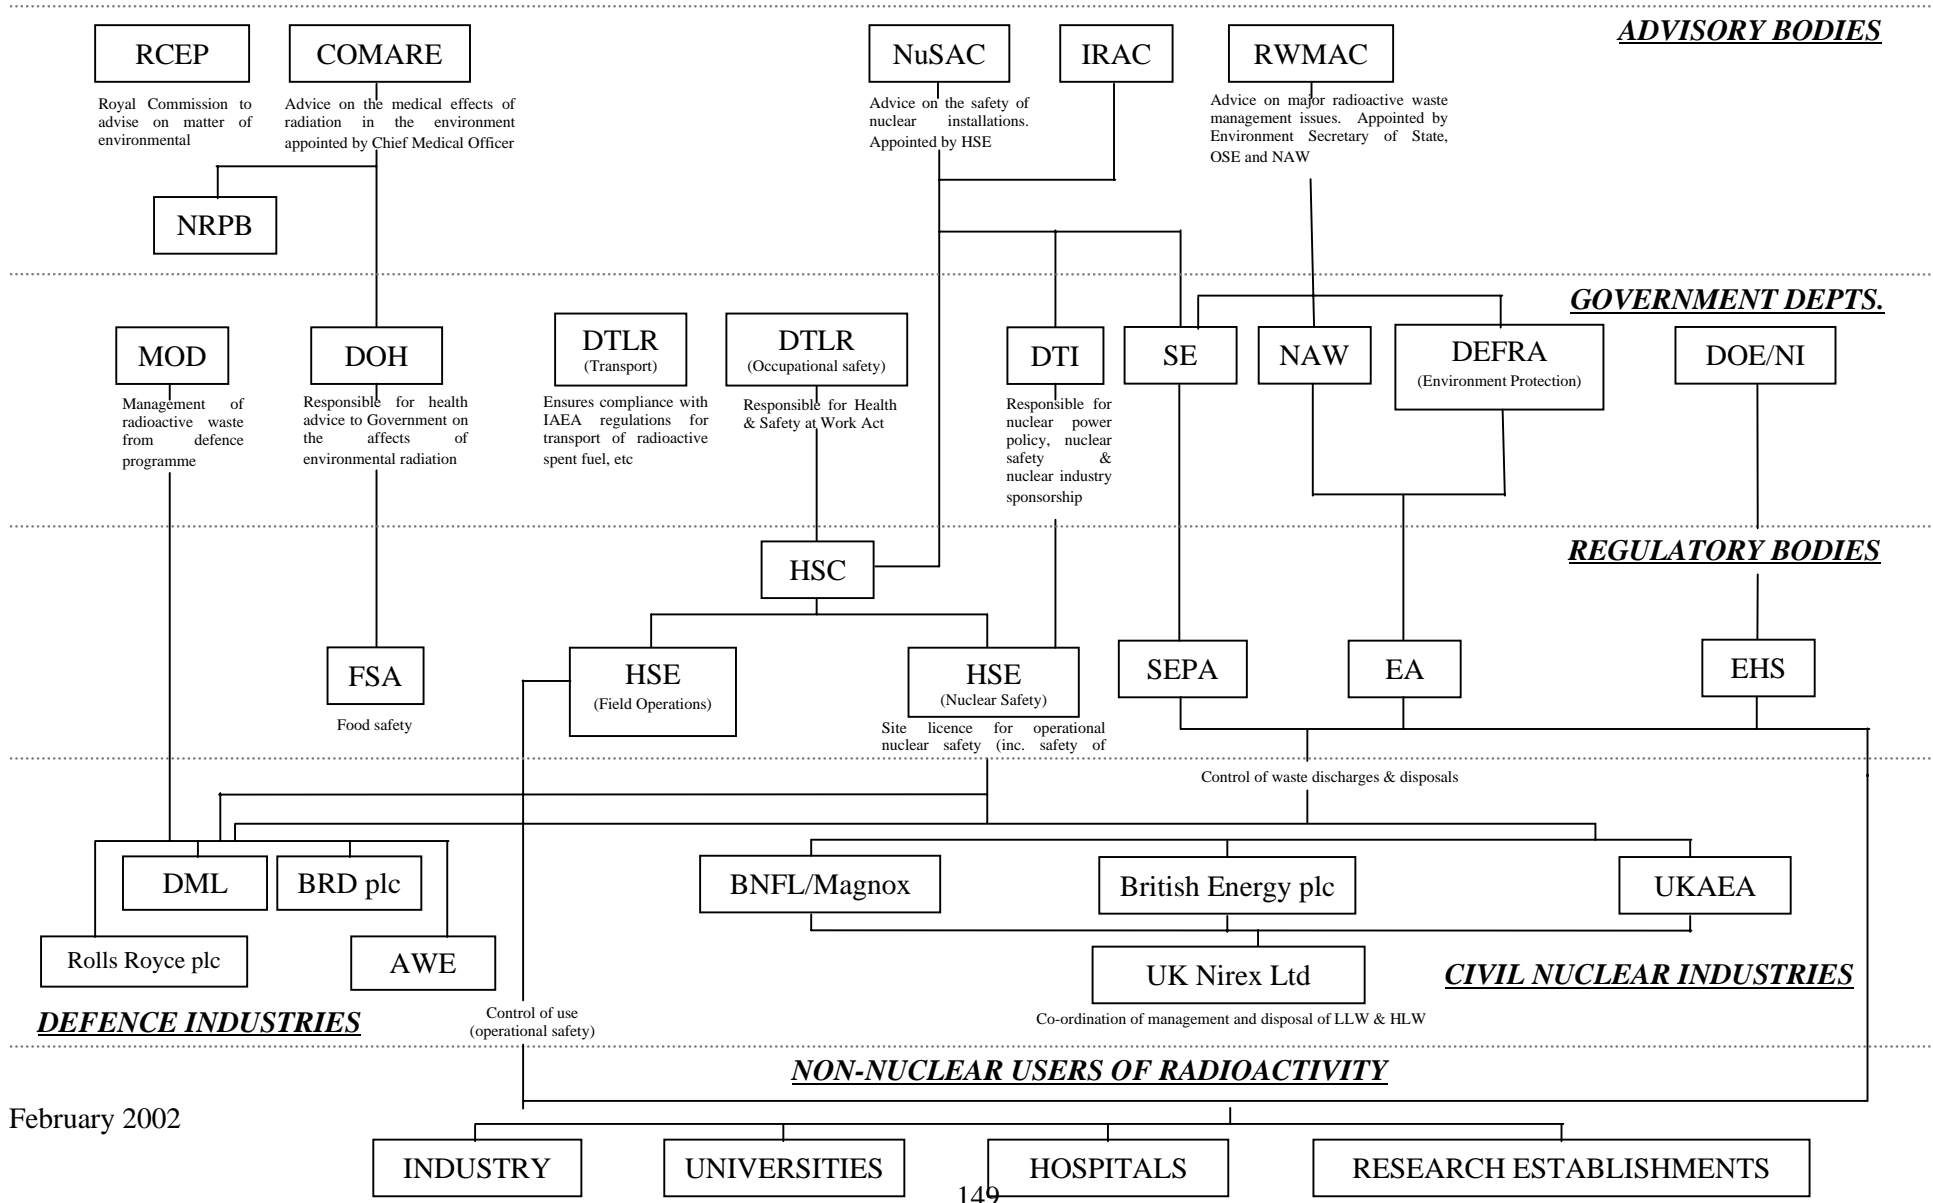 ADVISORY BODIES
RCEP
COMARE
NuSAC
IRAC
RWMAC
Royal Commission to
advise on matter of
environmental
Advice on the medical effects of
radiation in the environment
appointed by Chief Medical Officer
Advice on the safety of
nuclear installations.
Appointed by HSE
Advice on major radioactive waste
management issues. Appointed by
Environment Secretary of State,
OSE and NAW
NRPB
GOVERNMENT DEPTS.
MOD
DOH
DTLR
(Transport)
DTLR
(Occupational safety)
DTI
SE
NAW
DEFRA
(Environment Protection)
DOE/NI
Management of
radioactive waste
from defence
programme
Responsible for health
advice to Government on
the affects of
environmental radiation
Ensures compliance with
IAEA regulations for
transport of radioactive
spent fuel, etc
Responsible for Health
& Safety at Work Act
Responsible for
nuclear power
policy, nuclear
safety &
nuclear industry
sponsorship
REGULATORY BODIES
HSC
FSA
Food safety
HSE
(Field Operations)
HSE
(Nuclear Safety)
Site licence for operational
nuclear safety (inc. safety of
SEPA
EA
EHS
Control of waste discharges & disposals
DML
BRD plc
BNFL/Magnox
British Energy plc
UKAEA
Rolls Royce plc
AWE
UK Nirex Ltd
CIVIL NUCLEAR INDUSTRIES
DEFENCE INDUSTRIES
Control of use
(operational safety)
Co-ordination of management and disposal of LLW & HLW
NON-NUCLEAR USERS OF RADIOACTIVITY
February 2002
INDUSTRY
UNIVERSITIES
HOSPITALS
RESEARCH ESTABLISHMENTS
149